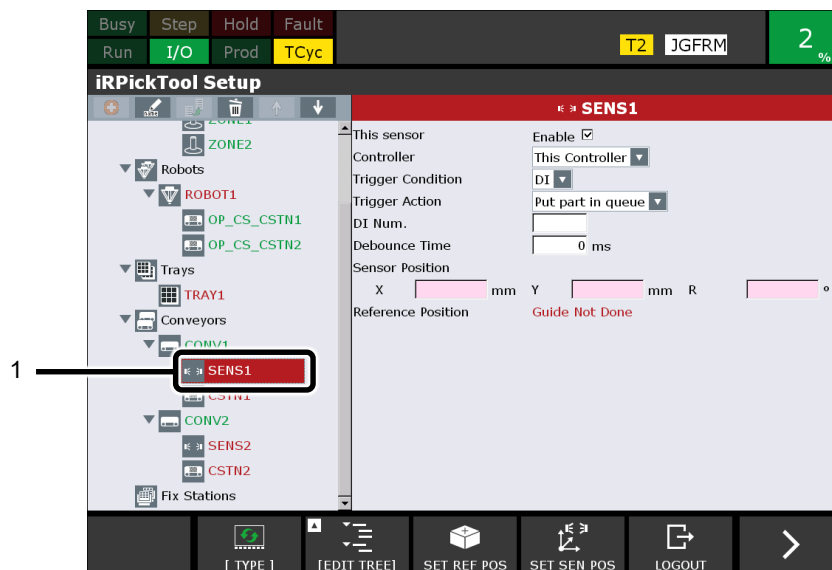 Busy Step Hold Fault
Run I/O Prod TCyc
T2 JGFRM
2 %
iRPickTool Setup
SENS1
ZONE1
ZONE2
Robots
ROBOT1
OP_CS_CSTN1
OP_CS_CSTN2
Trays
TRAY1
Conveyors
CONV1
1
SENS1
CSTN1
CONV2
SENS2
CSTN2
Fix Stations
This sensor Enable
Controller This Controller
Trigger Condition DI
Trigger Action Put part in queue
DI Num.
Debounce Time 0 ms
Sensor Position
X mm Y mm R °
Reference Position Guide Not Done
[ TYPE ] [EDIT TREE] SET REF POS SET SEN POS LOGOUT